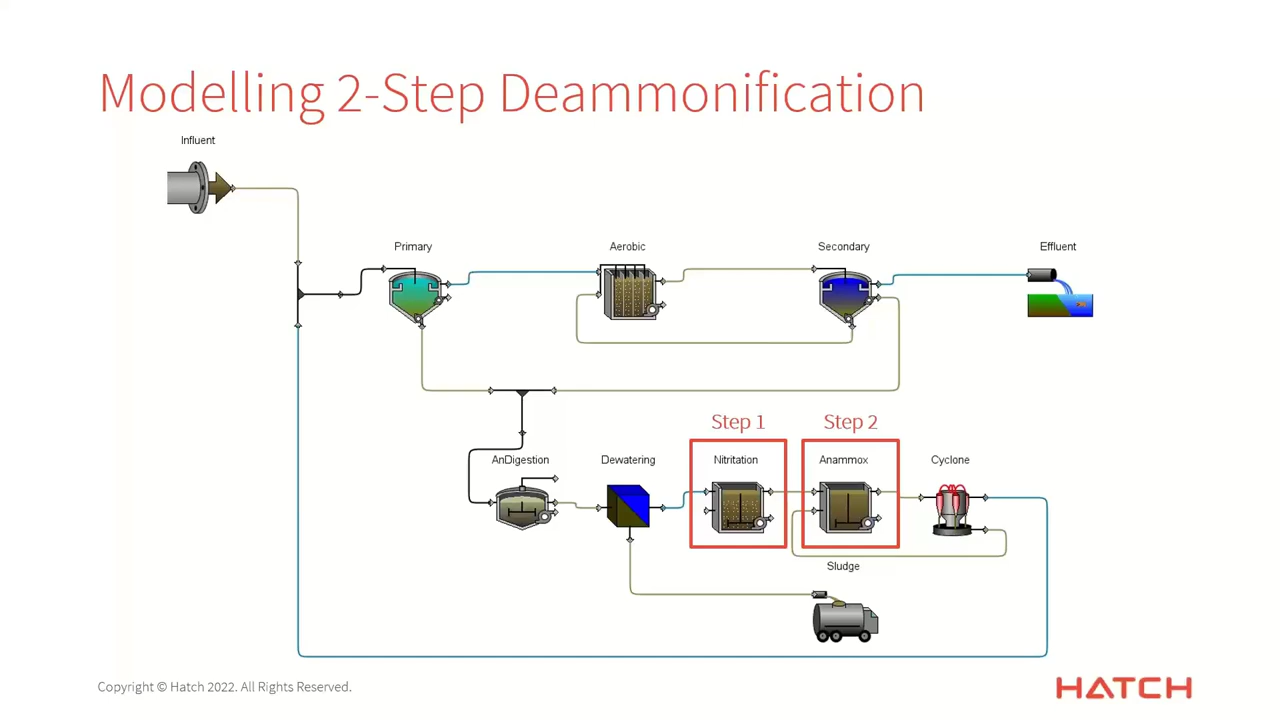 Modelling 2-Step Deammonification
Influent
Primary
Aerobic
Secondary
Effluent
Step 1
Step 2
AnDigestion
Dewatering
Nitritation
Anammox
Cyclone
Sludge
Copyright © Hatch 2022. All Rights Reserved.
HATCH